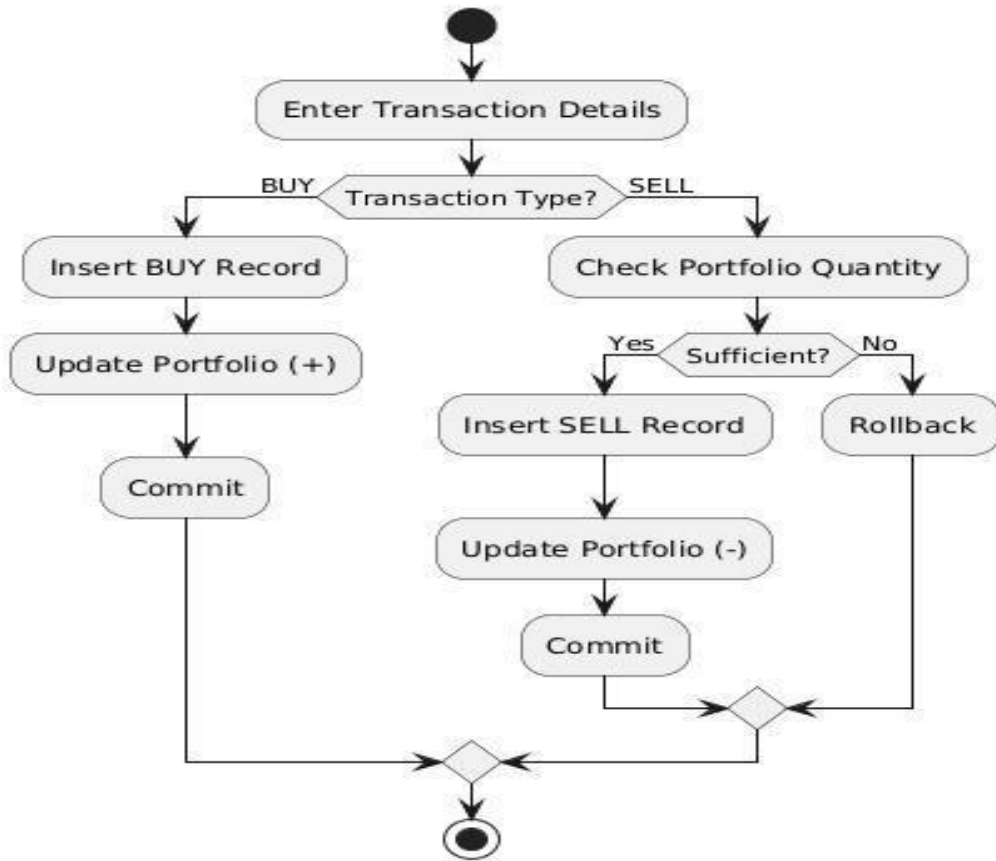 Enter Transaction Details
BUY
Transaction Type?
SELL
Insert BUY Record
Check Portfolio Quantity
Update Portfolio (+)
Yes
Sufficient?
No
Insert SELL Record
Rollback
Commit
Update Portfolio (-)
Commit